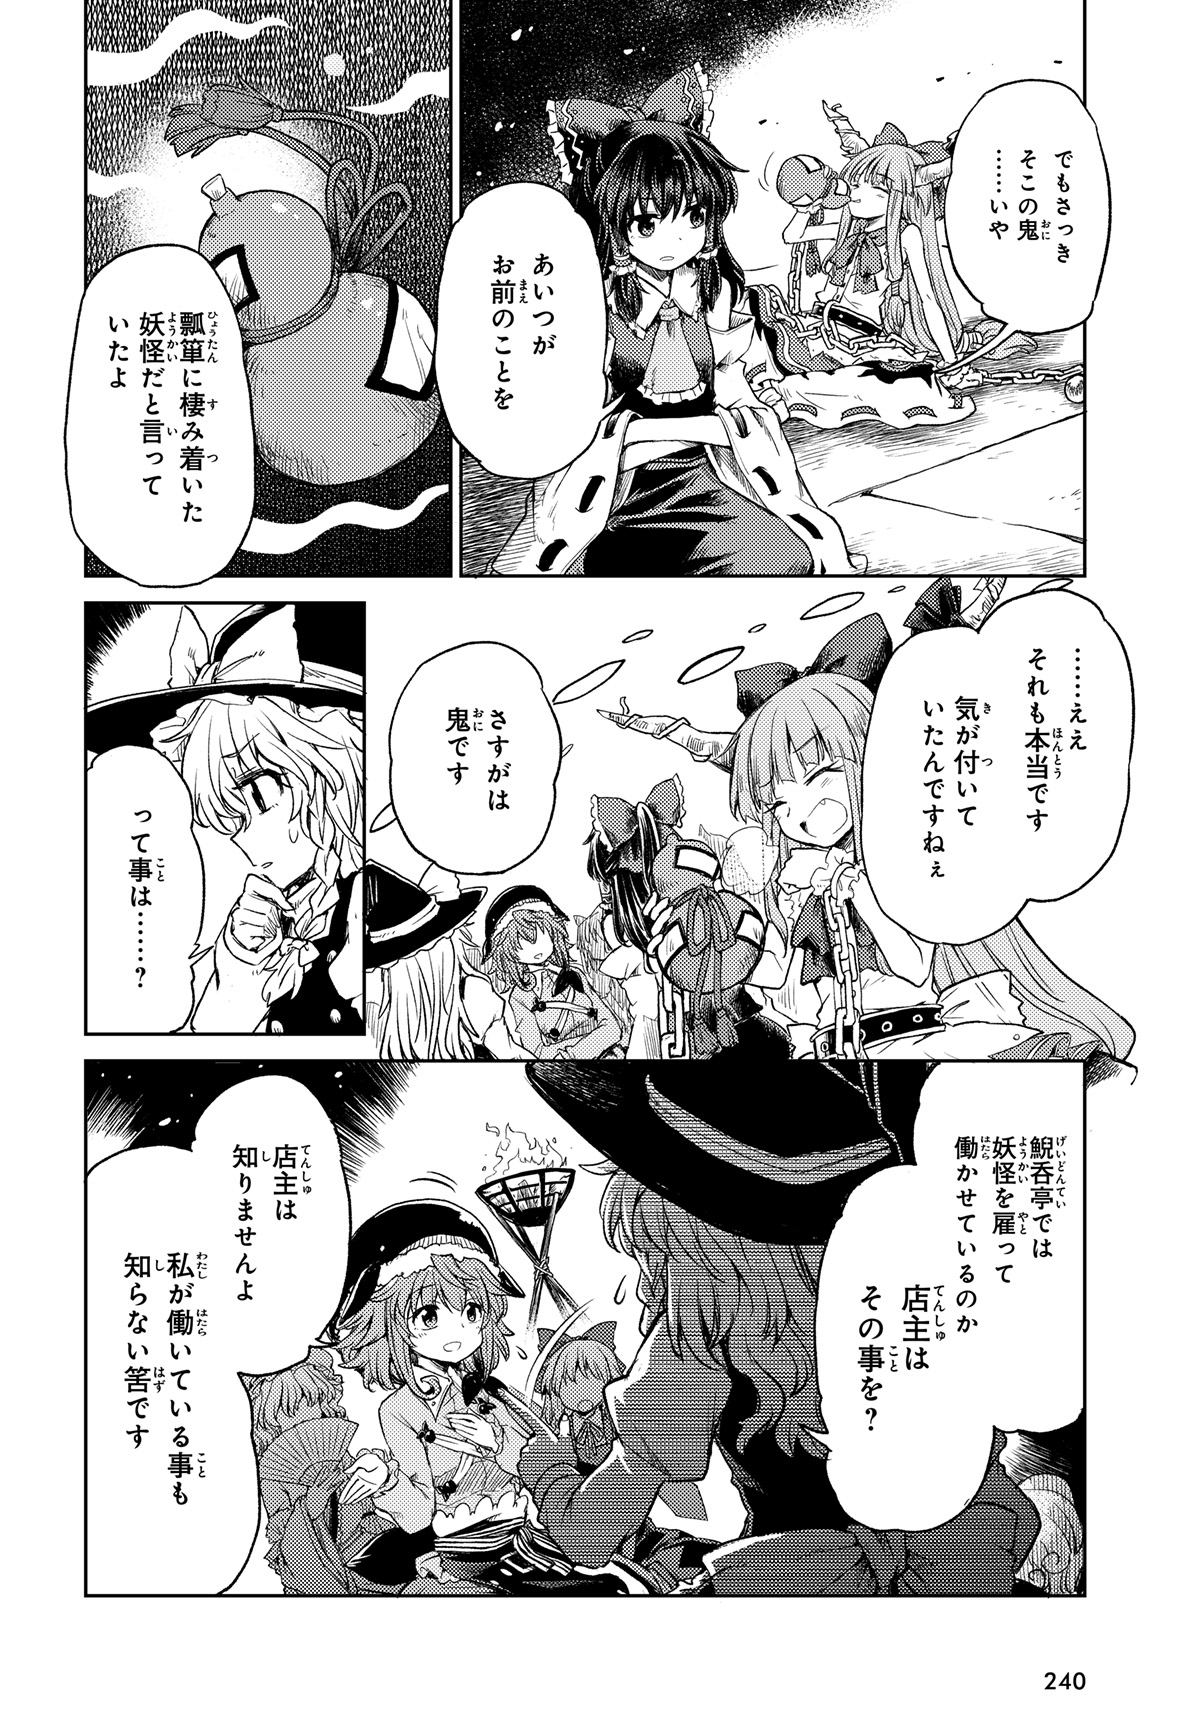 でもさっき
そこの鬼
……いや
あいつが
お前のことを
瓢箪に棲み着いた
妖怪だと言って
いたよ
………ええ
それも本当です
気が付いて
いたんですねぇ
さすがは
鬼です
って事は……？
鯢呑亭では
妖怪を雇って
働かせているのか
店主は
その事を？
店主は
知りませんよ
私が働いている事も
知らない筈です
240